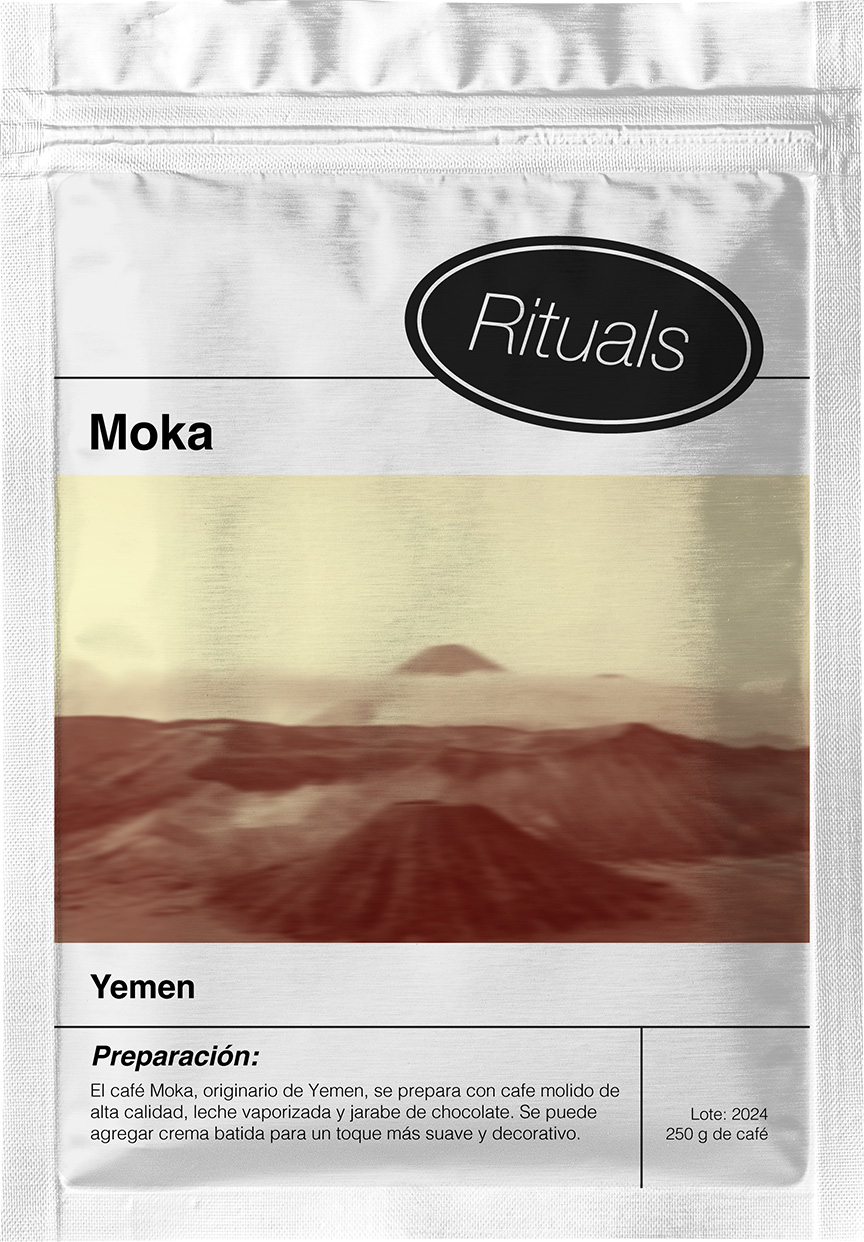 Rituals
Moka
Yemen
Preparación:
El café Moka, originario de Yemen, se prepara con cafe molido de
alta calidad, leche vaporizada y jarabe de chocolate. Se puede
agregar crema batida para un toque más suave y decorativo.
Lote: 2024
250 g de café